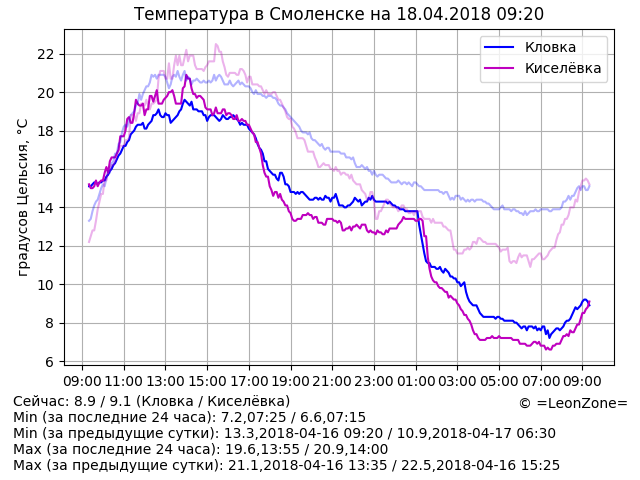 Температура в Смоленске на 18.04.2018 09:20
Кловка
Киселёвка
градусов Цельсия, °C
22
20
18
16
14
12
10
8
6
09:00 11:00 13:00 15:00 17:00 19:00 21:00 23:00 01:00 03:00 05:00 07:00 09:00
Сейчас: 8.9 / 9.1 (Кловка / Киселёвка)
© =LeonZone=
Min (за последние 24 часа): 7.2,07:25 / 6.6,07:15
Min (за предыдущие сутки): 13.3,2018-04-16 09:20 / 10.9,2018-04-17 06:30
Max (за последние 24 часа): 19.6,13:55 / 20.9,14:00
Max (за предыдущие сутки): 21.1,2018-04-16 13:35 / 22.5,2018-04-16 15:25